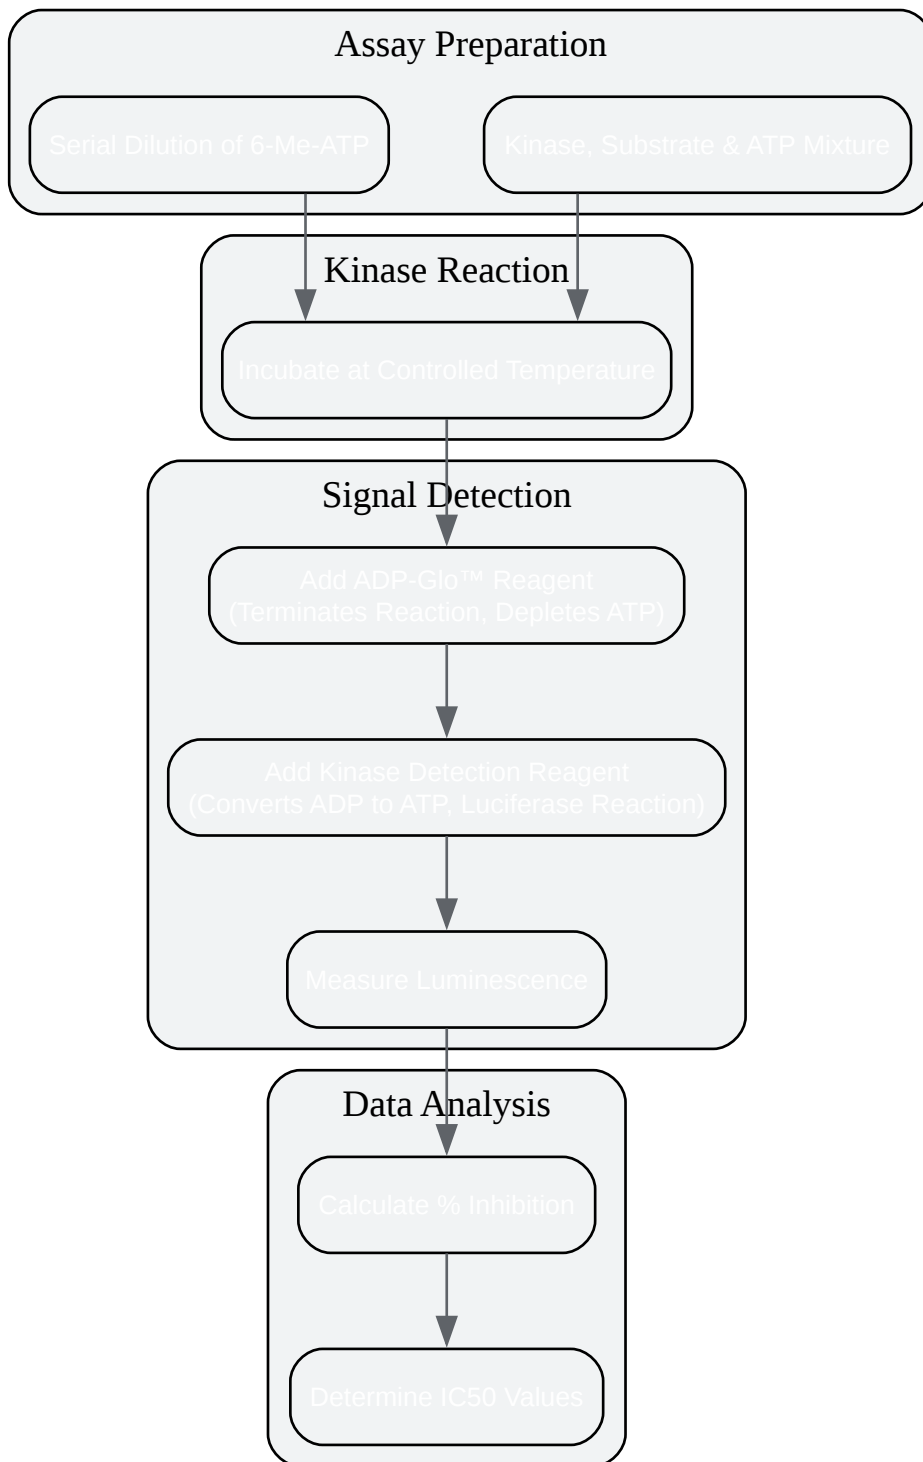 Assay Preparation
Serial Dilution of 6-Me-ATP
Kinase, Substrate & ATP Mixture
Kinase Reaction
Incubate at Controlled Temperature
Signal Detection
Add ADP-Glo™ Reagent
(Terminates Reaction, Depletes ATP)
Add Kinase Detection Reagent
(Converts ADP to ATP, Luciferase Reaction)
Measure Luminescence
Data Analysis
Calculate % Inhibition
Determine IC50 Values